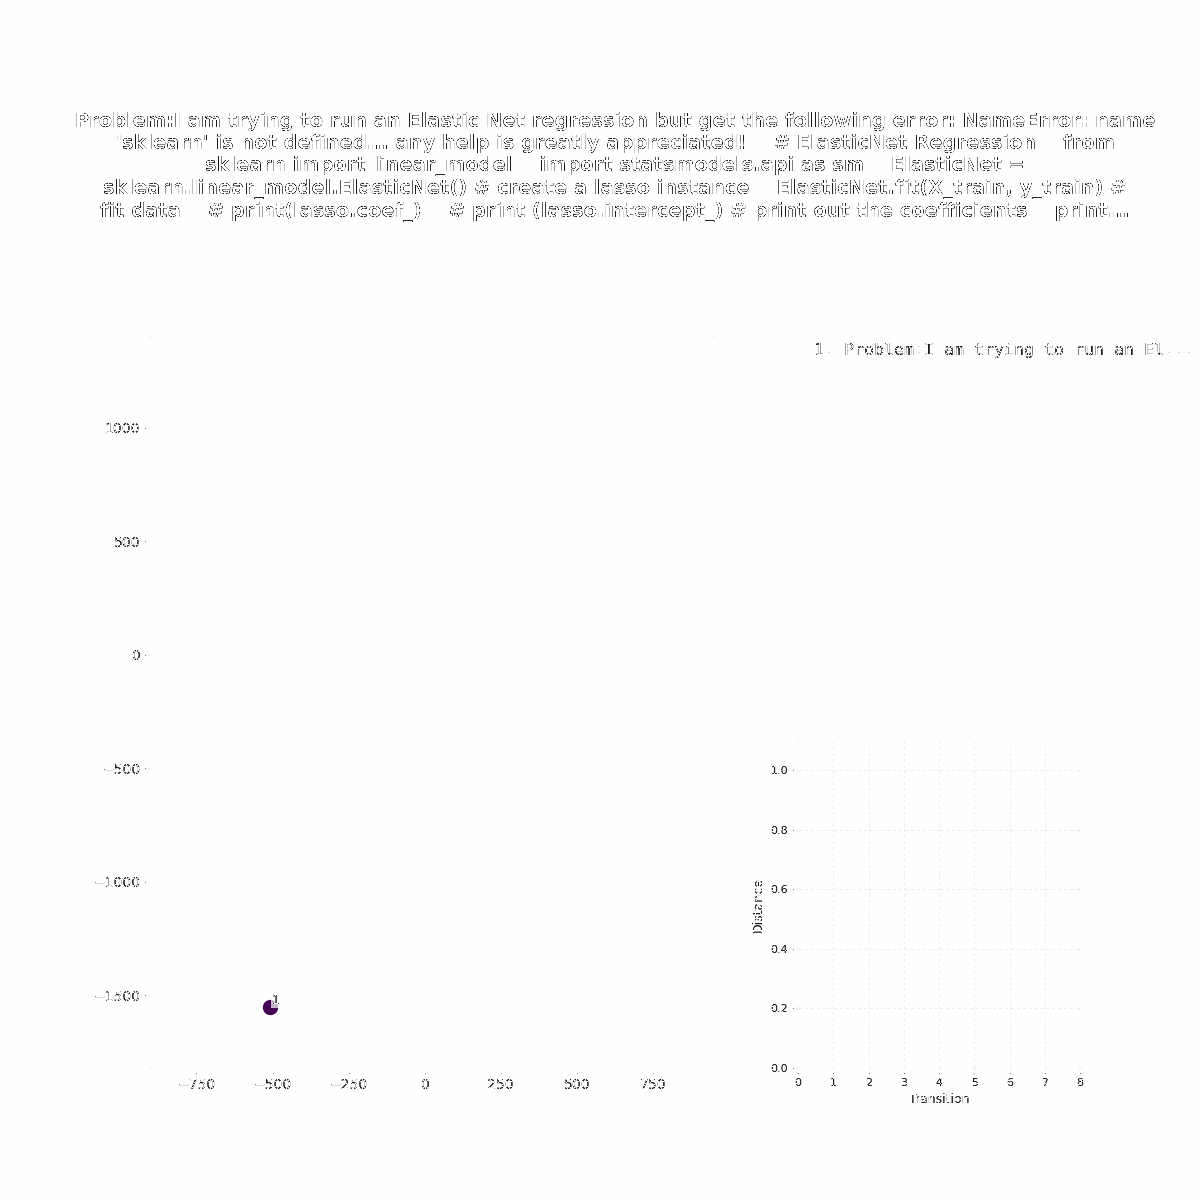 Problem:I am trying to run an Elastic Net regression but get the following error: NameError: name
'sklearn' is not defined.... any help is greatly appreciated!    # ElasticNet Regression    from
sklearn import linear_model    import statsmodels.api as sm    ElasticNet =
sklearn.linear_model.ElasticNet() # create a lasso instance    ElasticNet.fit(X_train, y_train) #
fit data    # print(lasso.coef_)    # print (lasso.intercept_) # print out the coefficients    print....
1. Problem:I am trying to run an El...
1000
500
0
−500
−1000
−1500
1
−750 −500 −250 0 250 500 750
1.0
0.8
0.6
0.4
0.2
0.0
Distance
0 1 2 3 4 5 6 7 8
Transition